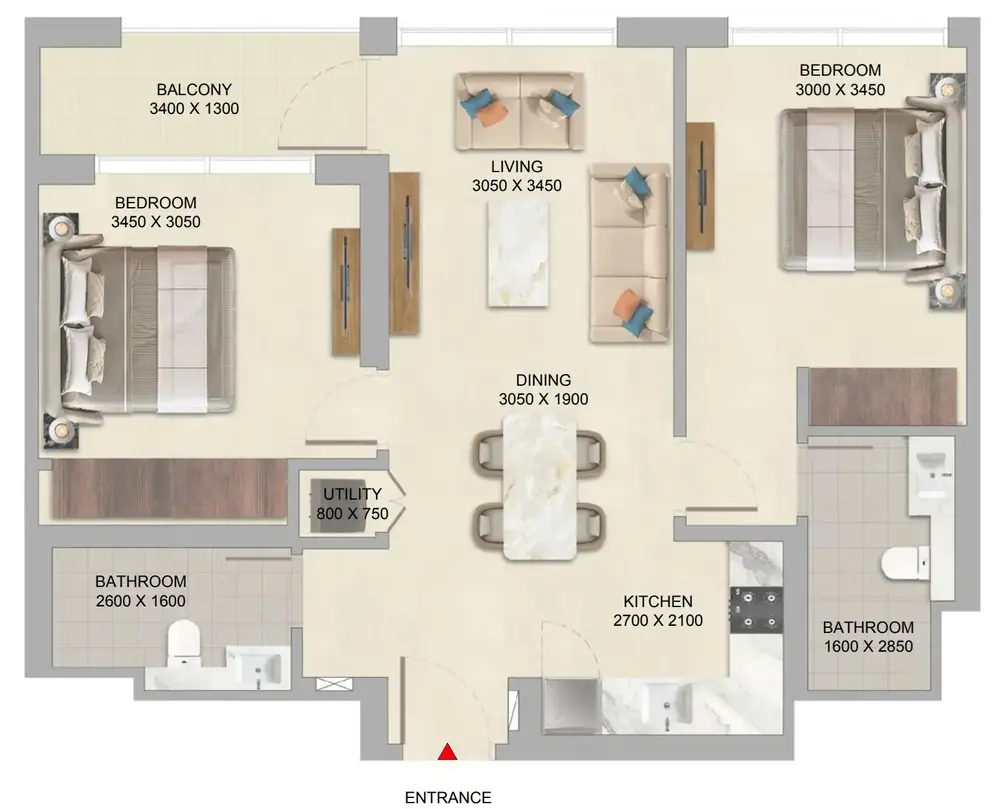 BALCONY
3400 X 1300
BEDROOM
3000 X 3450
LIVING
3050 X 3450
BEDROOM
3450 X 3050
DINING
3050 X 1900
UTILITY
800 X 750
BATHROOM
2600 X 1600
KITCHEN
2700 X 2100
BATHROOM
1600 X 2850
ENTRANCE